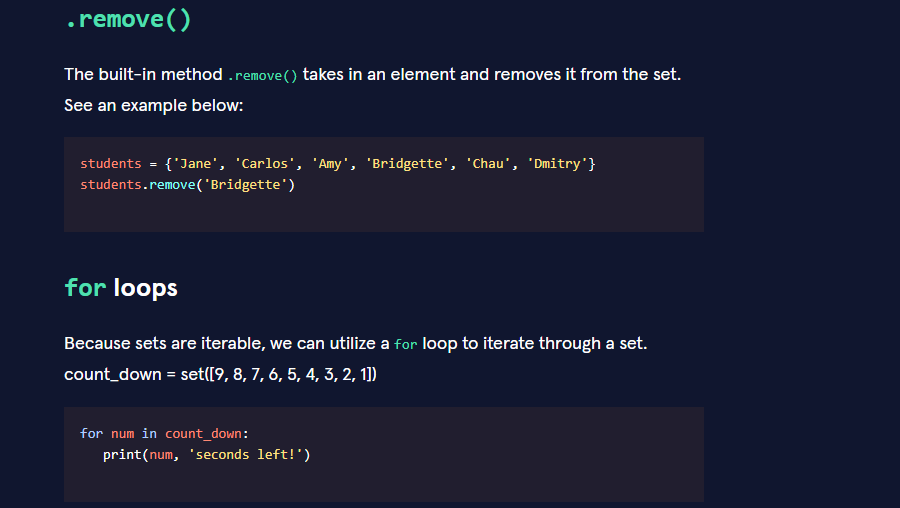 .remove()
The built-in method .remove() takes in an element and removes it from the set.
See an example below:
students = {'Jane', 'Carlos', 'Amy', 'Bridgette', 'Chau', 'Dmitry'}
students.remove('Bridgette')
for loops
Because sets are iterable, we can utilize a for loop to iterate through a set.
count_down = set([9, 8, 7, 6, 5, 4, 3, 2, 1])
for num in count_down:
   print(num, 'seconds left!')